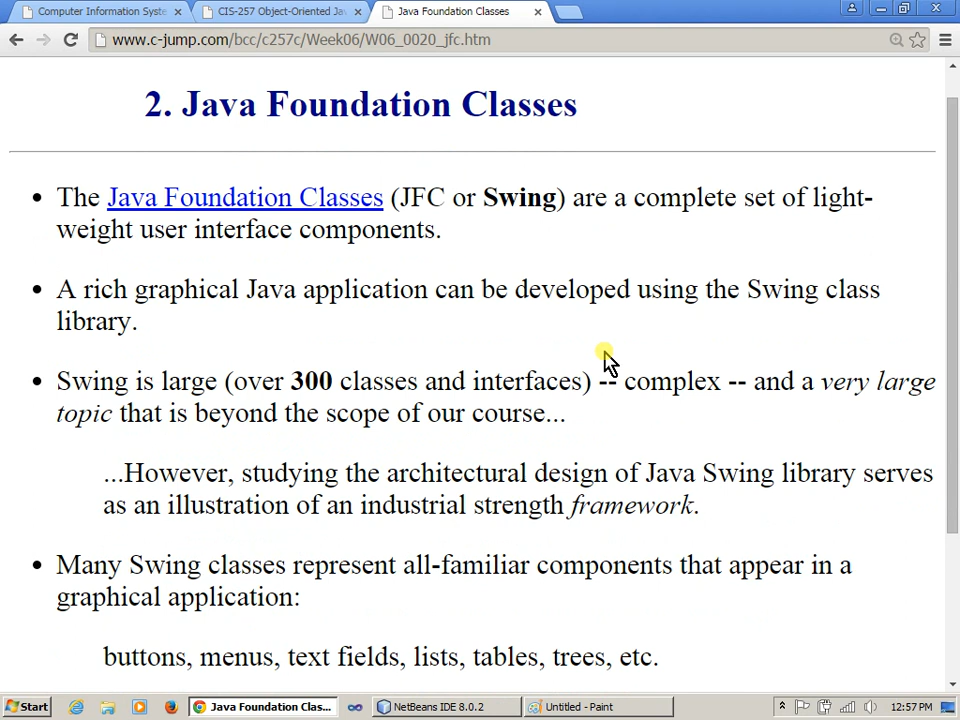 Computer Information Syste
CIS-257 Object-Oriented Jav
Java Foundation Classes
www.c-jump.com/bcc/c257c/Week06/W06_0020_jfc.htm
2. Java Foundation Classes
• The Java Foundation Classes (JFC or Swing) are a complete set of light-
weight user interface components.
• A rich graphical Java application can be developed using the Swing class
library.
• Swing is large (over 300 classes and interfaces) -- complex -- and a very large
topic that is beyond the scope of our course...
...However, studying the architectural design of Java Swing library serves
as an illustration of an industrial strength framework.
• Many Swing classes represent all-familiar components that appear in a
graphical application:
buttons, menus, text fields, lists, tables, trees, etc.
Start
Java Foundation Clas...
NetBeans IDE 8.0.2
Untitled - Paint
12:57 PM